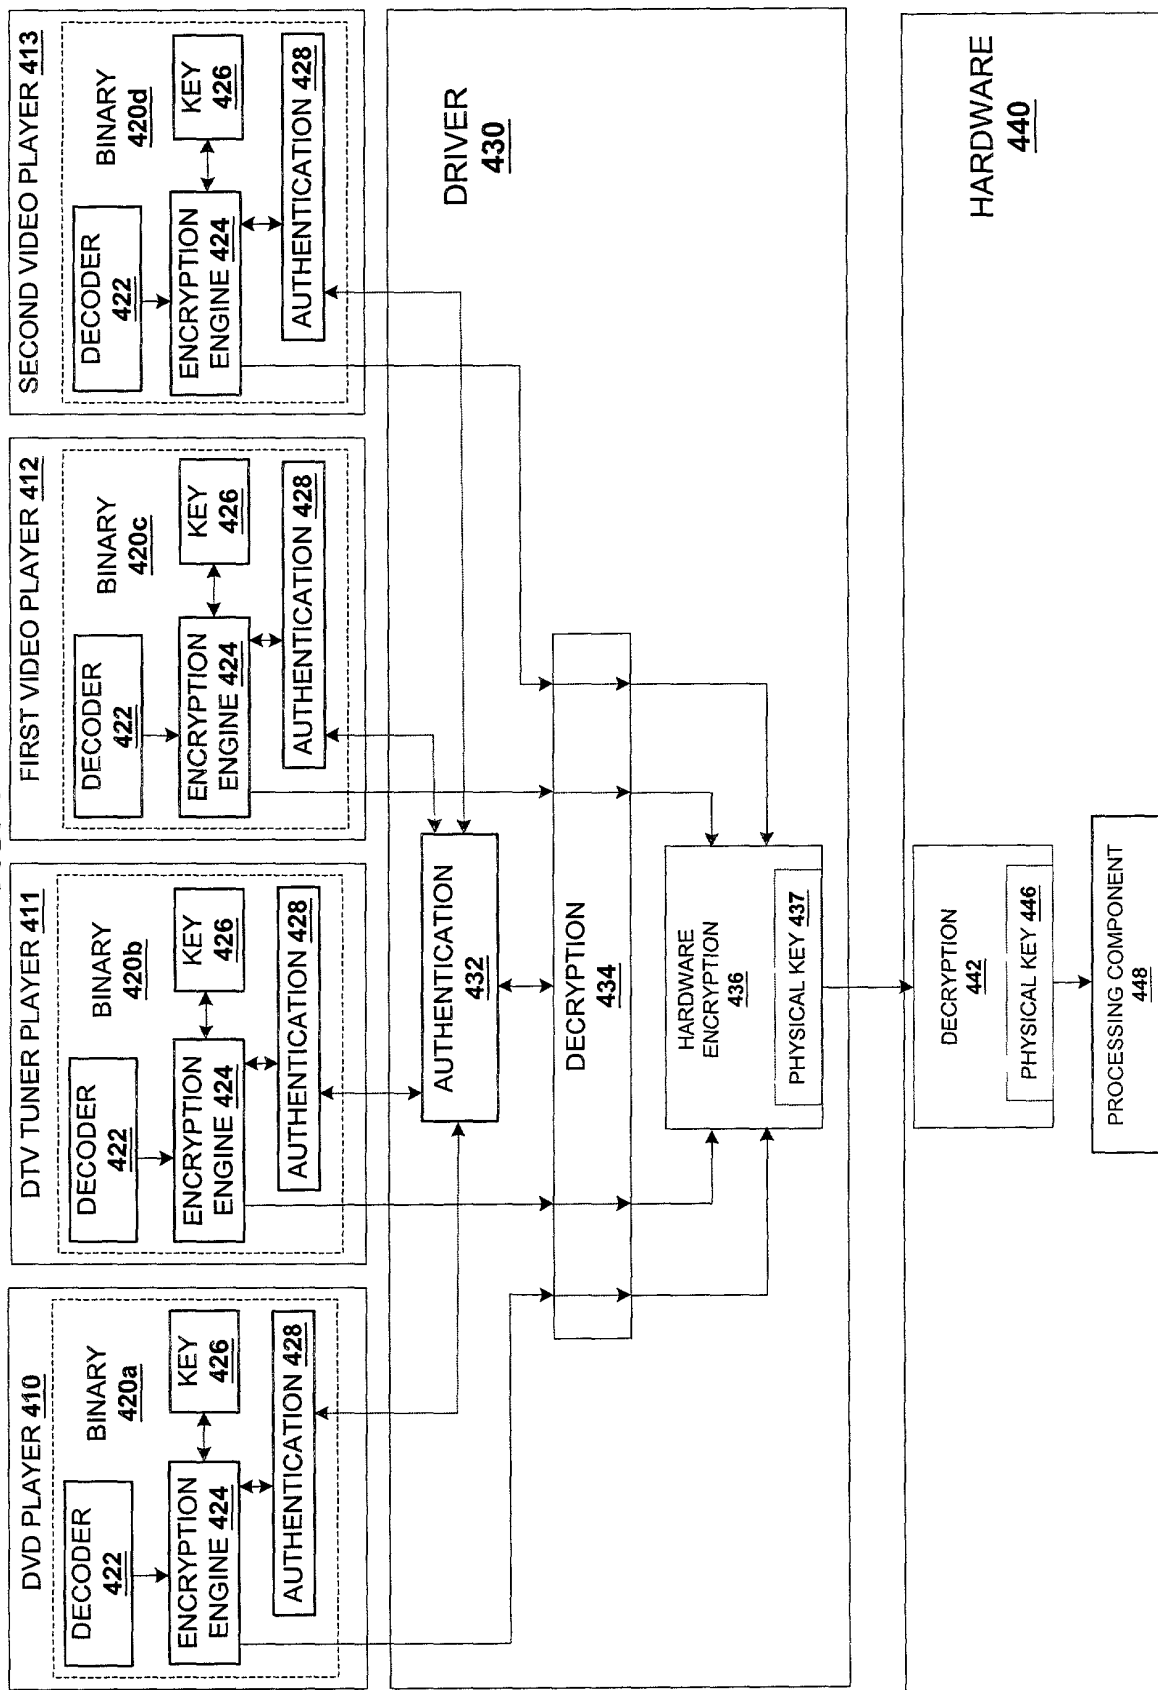 DVD PLAYER 410
BINARY
420a
DECODER
422
ENCRYPTION
ENGINE 424
KEY
426
AUTHENTICATION 428
DTV TUNER PLAYER 411
BINARY
420b
DECODER
422
ENCRYPTION
ENGINE 424
KEY
426
AUTHENTICATION 428
FIRST VIDEO PLAYER 412
BINARY
420c
DECODER
422
ENCRYPTION
ENGINE 424
KEY
426
AUTHENTICATION 428
SECOND VIDEO PLAYER 413
BINARY
420d
DECODER
422
ENCRYPTION
ENGINE 424
KEY
426
AUTHENTICATION 428
DRIVER
430
AUTHENTICATION
432
DECRYPTION
434
HARDWARE
ENCRYPTION
436
PHYSICAL KEY 437
HARDWARE
440
DECRYPTION
442
PHYSICAL KEY 446
PROCESSING COMPONENT
448